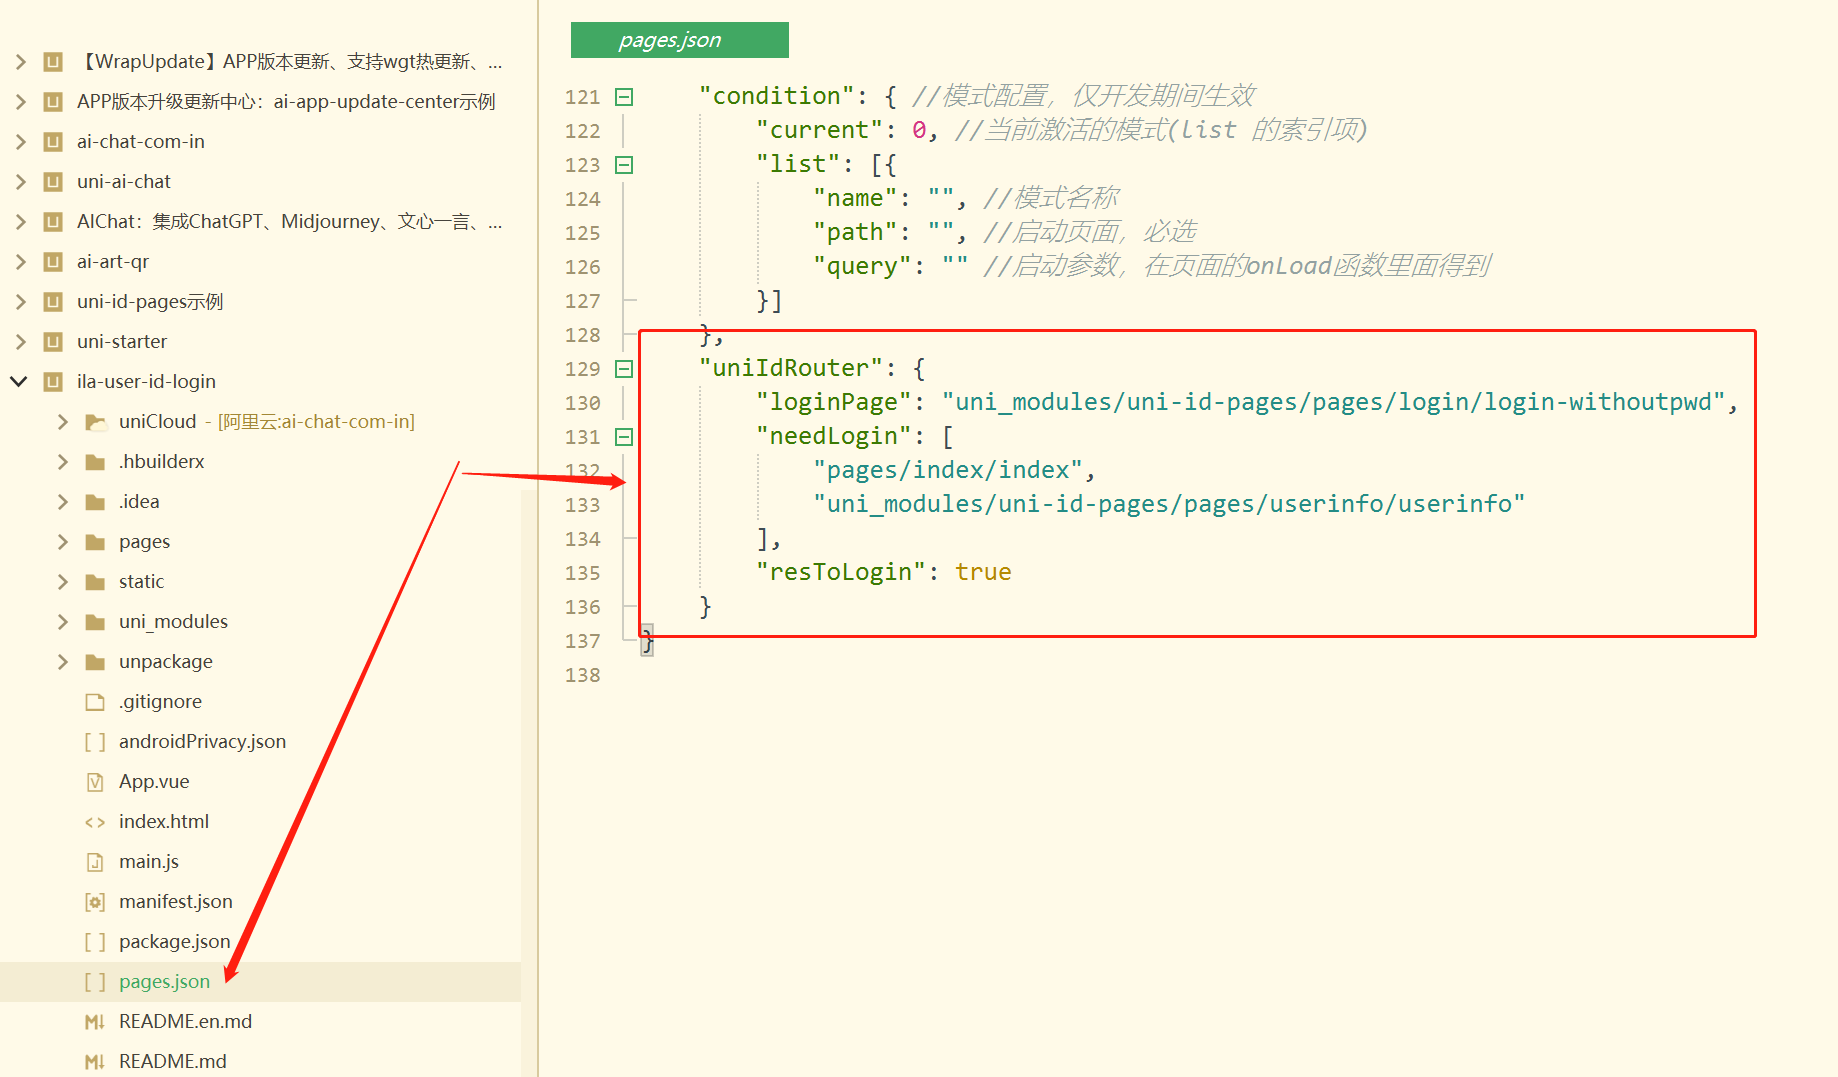 【WrapUpdate】APP版本更新、支持wgt热更新、...
APP版本升级更新中心：ai-app-update-center示例
ai-chat-com-in
uni-ai-chat
AIChat：集成ChatGPT、Midjourney、文心一言、...
ai-art-qr
uni-id-pages示例
uni-starter
ila-user-id-login
uniCloud - [阿里云:ai-chat-com-in]
.hbuilderx
.idea
pages
static
uni_modules
unpackage
.gitignore
androidPrivacy.json
App.vue
index.html
main.js
manifest.json
package.json
pages.json
README.en.md
README.md
pages.json
121 "condition": { //模式配置，仅开发期间生效
122 "current": 0, //当前激活的模式(list 的索引项)
123 "list": [{
124 "name": "", //模式名称
125 "path": "", //启动页面，必选
126 "query": "" //启动参数，在页面的onLoad函数里面得到
127 }]
128 },
129 "uniIdRouter": {
130 "loginPage": "uni_modules/uni-id-pages/pages/login/login-withoutpwd",
131 "needLogin": [
132 "pages/index/index",
133 "uni_modules/uni-id-pages/pages/userinfo/userinfo"
134 ],
135 "resToLogin": true
136 }
137 }
138